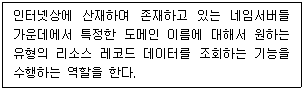 인터넷상에 산재하여 존재하고 있는 네임서버들
가운데에서 특정한 도메인 이름에 대해서 원하는
유형의 리소스 레코드 데이터를 조회하는 기능을
수행하는 역할을 한다.